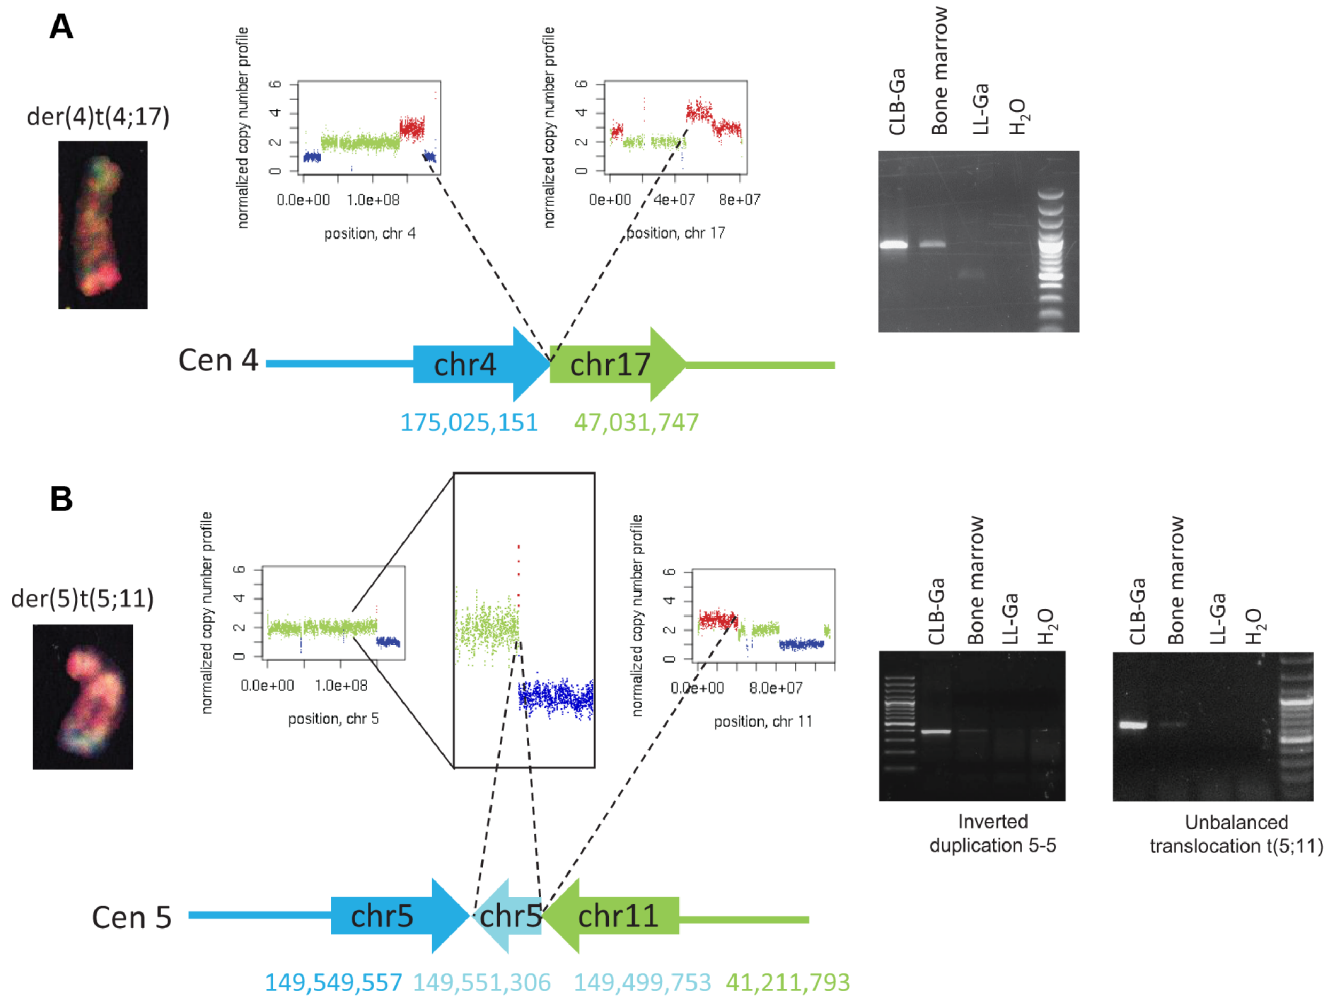 A
der(4)t(4;17)
normalized copy number profile
6
4
2
0
0.0e+00 1.0e+08
position, chr 4
normalized copy number profile
6
4
2
0
0e+00 4e+07 8e+07
position, chr 17
CLB-Ga
Bone marrow
LL-Ga
H2O
Cen 4
chr4
chr17
175,025,151 47,031,747
B
der(5)t(5;11)
normalized copy number profile
6
4
2
0
0.0e+00 1.0e+08
position, chr 5
normalized copy number profile
6
4
2
0
0.0e+00 8.0e+07
position, chr 11
CLB-Ga
Bone marrow
LL-Ga
H2O
Inverted
duplication 5-5
CLB-Ga
Bone marrow
LL-Ga
H2O
Unbalanced
translocation t(5;11)
Cen 5
chr5
chr5
chr11
149,549,557 149,551,306 149,499,753 41,211,793